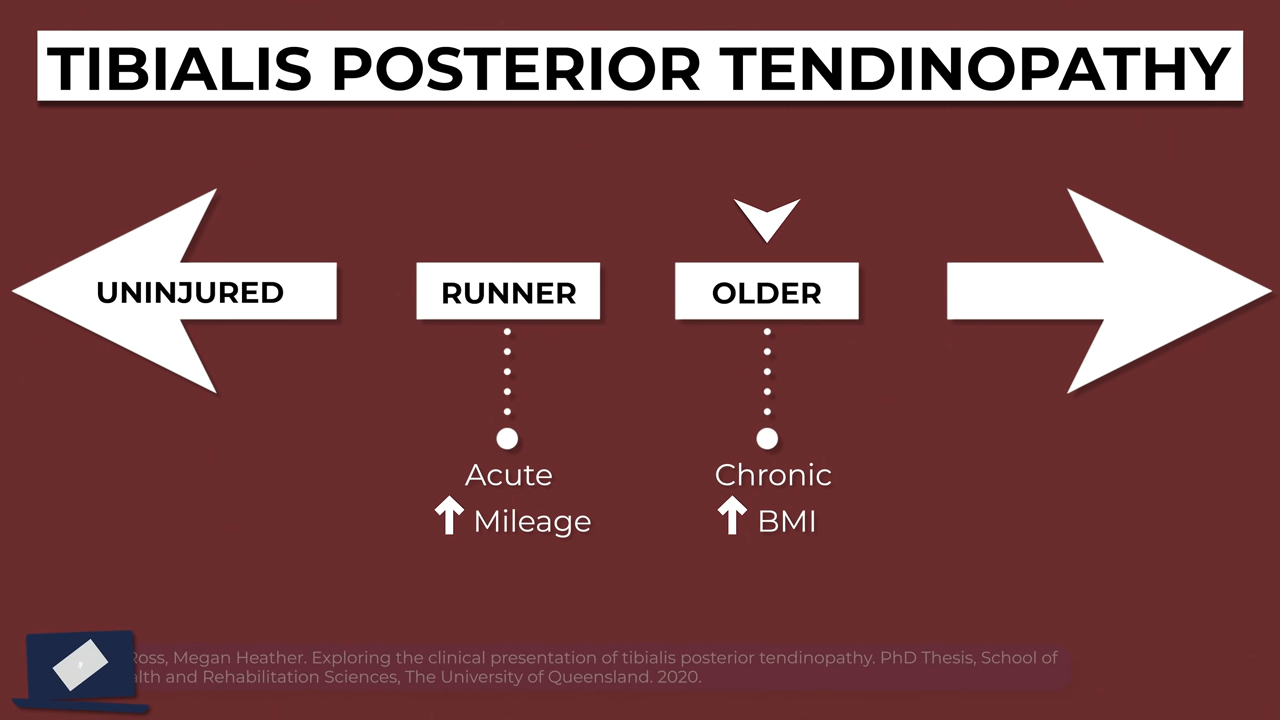 TIBIALIS POSTERIOR TENDINOPATHY
UNINJURED
RUNNER
OLDER
Acute
Mileage
Chronic
BMI
Ross, Megan Heather. Exploring the clinical presentation of tibialis posterior tendinopathy. PhD Thesis, School of
and Rehabilitation Sciences, The University of Queensland. 2020.